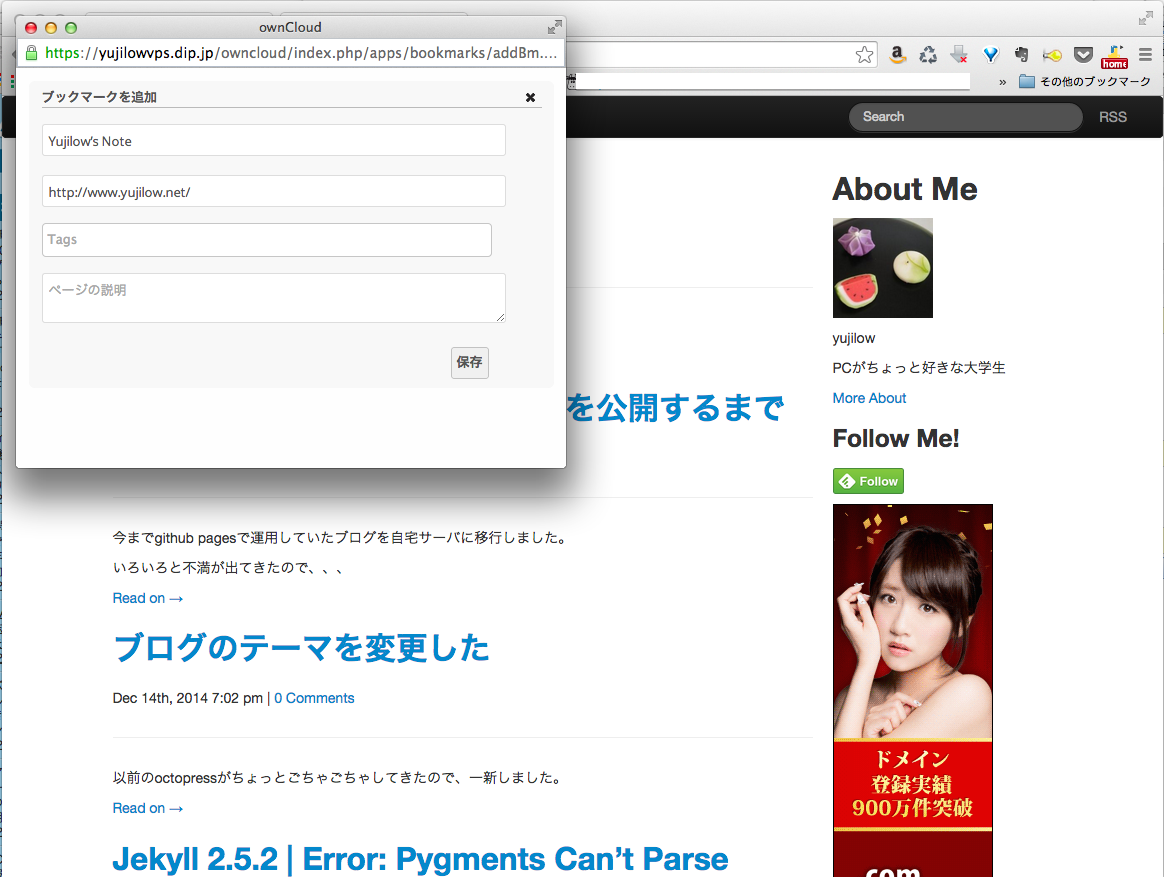 ownCloud
https://yujilowvps.dip.jp/owncloud/index.php/apps/bookmarks/addBm....
home
» その他のブックマーク
ブックマークを追加
Yujilow's Note
http://www.yujilow.net/
Tags
ページの説明
保存
Search
RSS
About Me
yujilow
PCがちょっと好きな大学生
More About
Follow Me!
Follow
を公開するまで
今までgithub pagesで運用していたブログを自宅サーバに移行しました。
いろいろと不満が出てきたので、、、
Read on →
ブログのテーマを変更した
Dec 14th, 2014 7:02 pm | 0 Comments
以前のoctopressがちょっとごちゃごちゃしてきたので、一新しました。
Read on →
Jekyll 2.5.2 | Error: Pygments Can't Parse
ドメイン
登録実績
900万件突破
.com